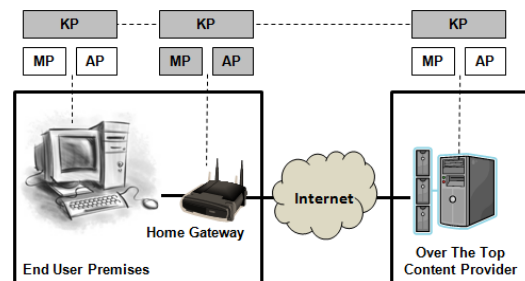 KP
KP
KP
MP AP
MP AP
MP AP
Internet
Home Gateway
End User Premises
Over The Top
Content Provider